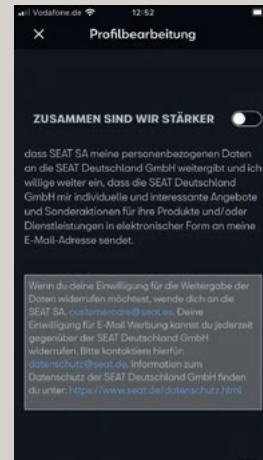 Vodafone.de 12:52
Profilbearbeitung
ZUSAMMEN SIND WIR STÄRKER
dass SEAT SA meine personenbezogenen Daten
an die SEAT Deutschland GmbH weitergibt und ich
willige weiter ein, dass die SEAT Deutschland
GmbH mir individuelle und interessante Angebote
und Sonderaktionen für ihre Produkte und/oder
Dienstleistungen in elektronischer Form an meine
E-Mail-Adresse sendet.
Wenn du deine Einwilligung für die Weitergabe der
Daten widerrufen möchtest, wende dich an die
SEAT SA, customercare@seat.es. Deine
Einwilligung für E-Mail Werbung kannst du jederzeit
gegenüber der SEAT Deutschland GmbH
widerrufen. Bitte kontaktiere hierfür:
datenschutz@seat.de. Information zum
Datenschutz der SEAT Deutschland GmbH finden
du unter: https://www.seat.de/datenschutz.html